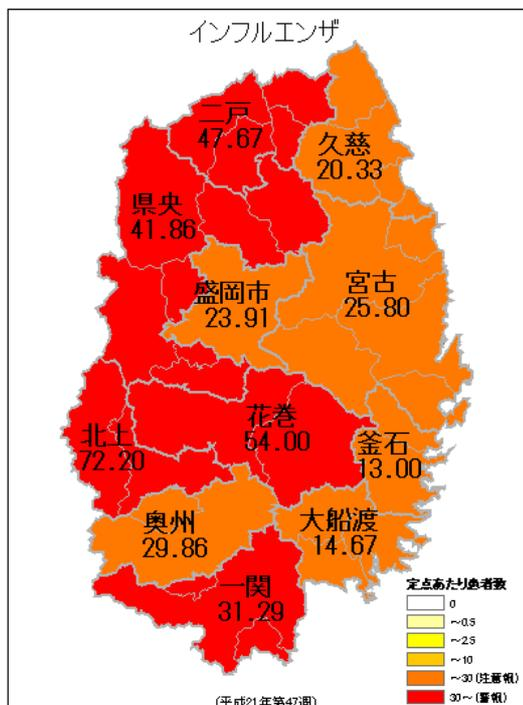 インフルエンザ
二戸
47.67
久慈
20.33
県央
41.86
盛岡市
23.91
宮古
25.80
花巻
54.00
北上
72.20
釜石
13.00
奥州
29.86
大船渡
14.67
一関
31.29
定点あたり患者数
0
～0.5
～2.5
～10
～30(注意報)
30～(警報)
(平成21年第47週)